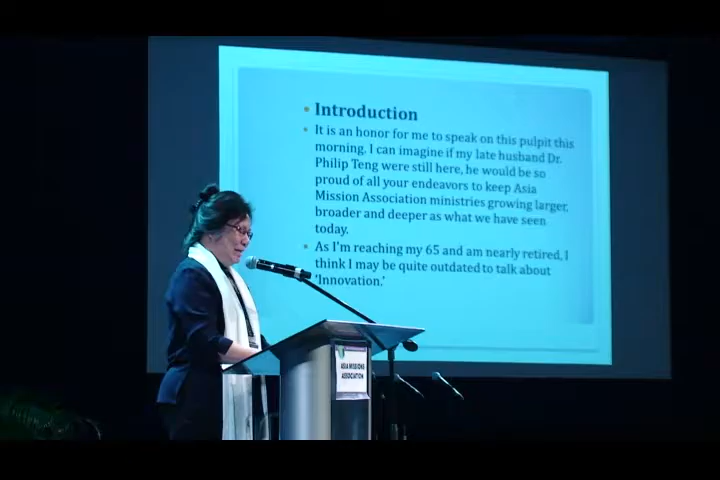 Introduction
It is an honor for me to speak on this pulpit this
morning. I can imagine if my late husband Dr.
Philip Teng were still here, he would be so
proud of all your endeavors to keep Asia
Mission Association ministries growing larger,
broader and deeper as what we have seen
today.
As I'm reaching my 65 and am nearly retired, I
think I may be quite outdated to talk about
'Innovation.'
ASIA MISSIONS
ASSOCIATION